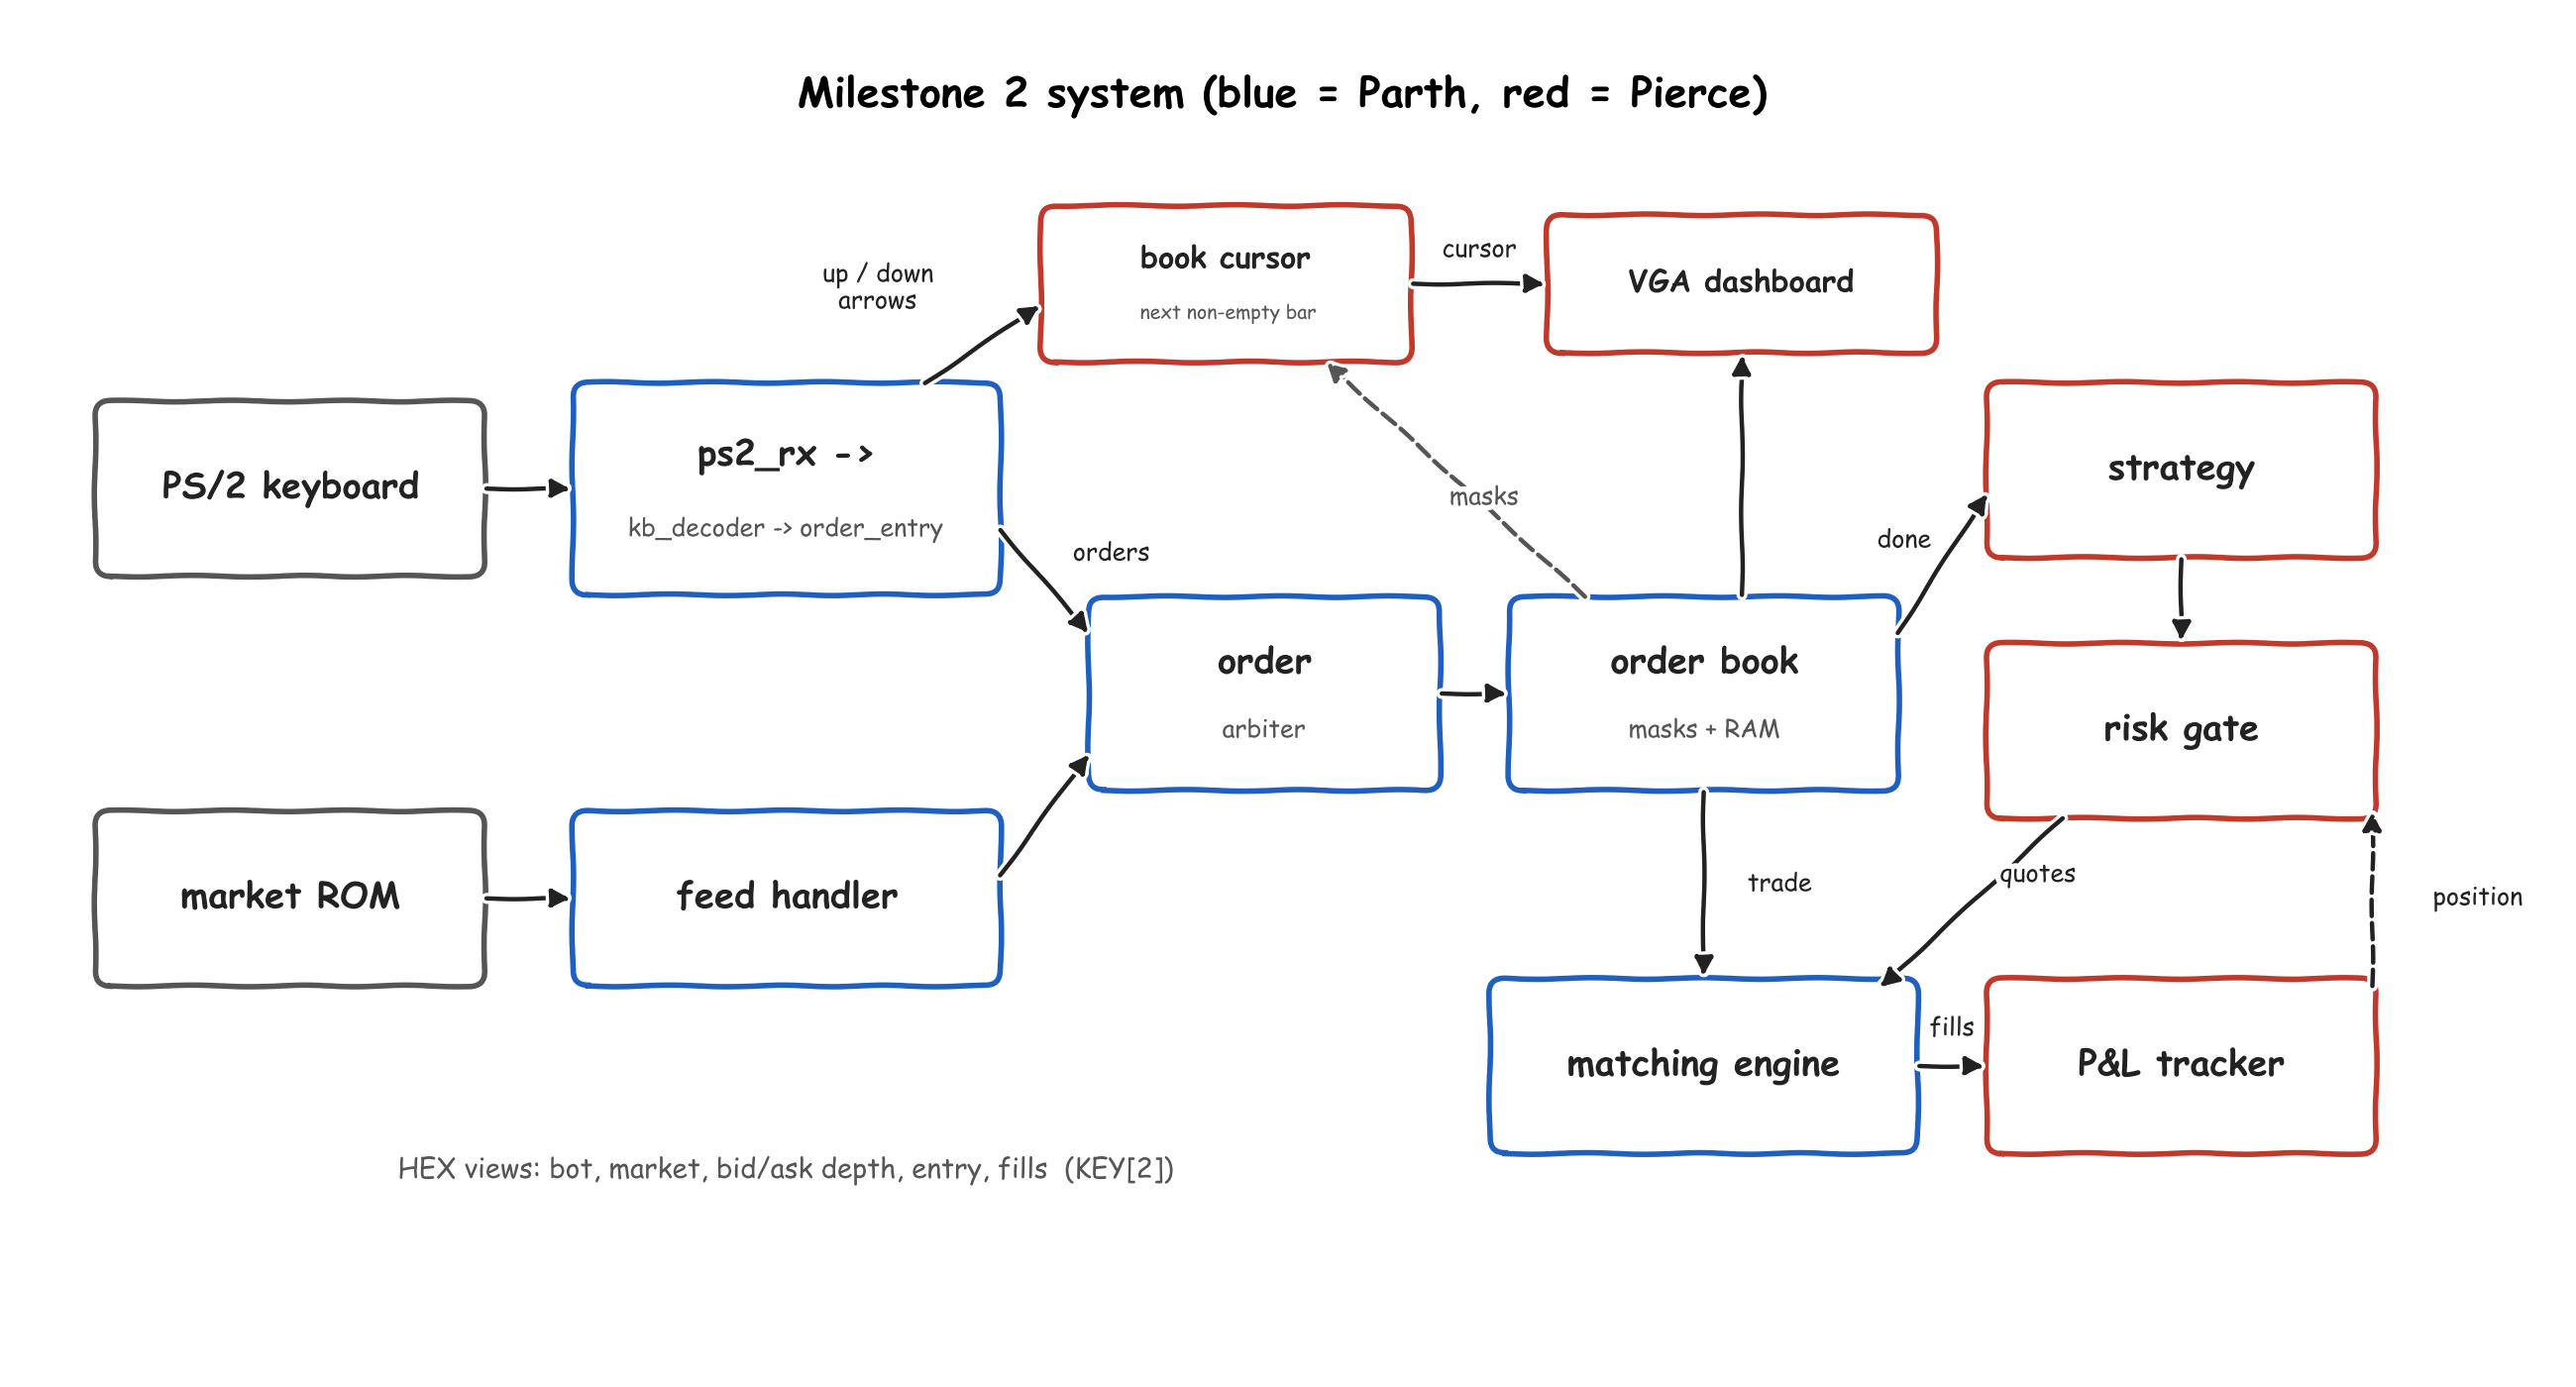 Milestone 2 system (blue = Parth, red = Pierce)
up / down
arrows
book cursor
next non-empty bar
cursor
VGA dashboard
PS/2 keyboard
ps2_rx ->
kb_decoder -> order_entry
masks
strategy
done
orders
order
arbiter
order book
masks + RAM
risk gate
market ROM
feed handler
trade
quotes
position
matching engine
fills
P&L tracker
HEX views: bot, market, bid/ask depth, entry, fills (KEY[2])